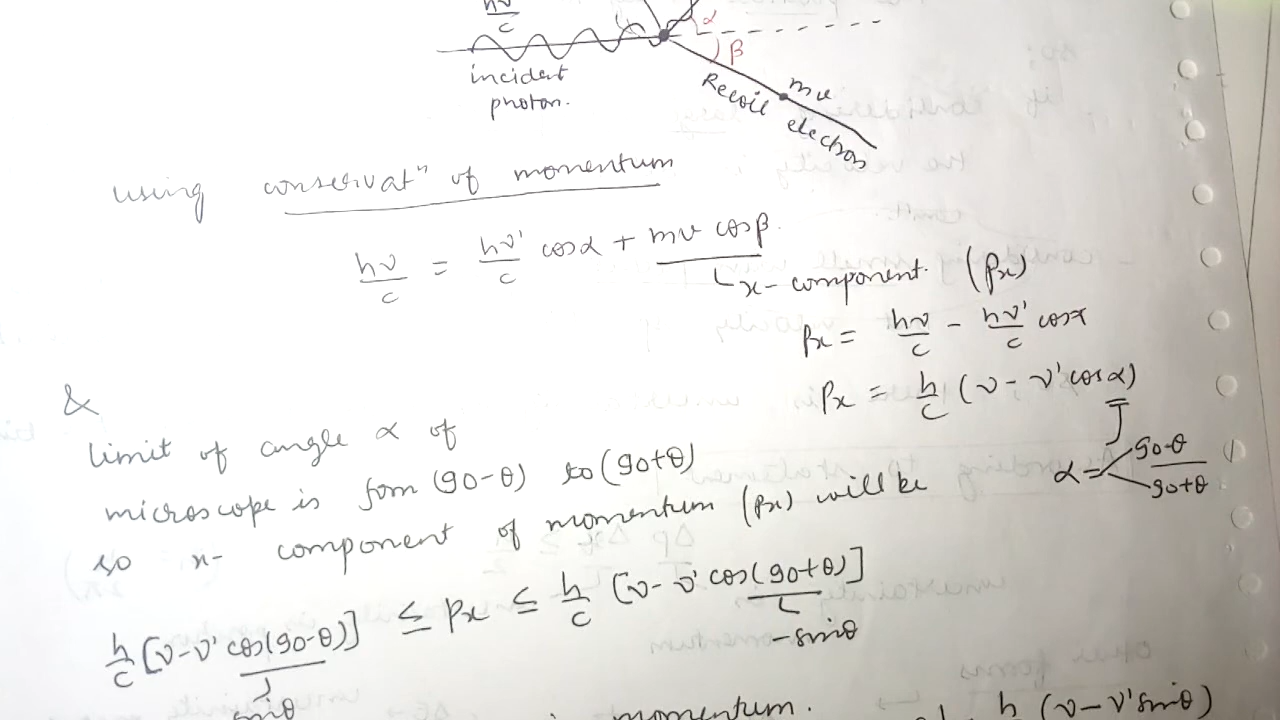 hν/c
α
β
incident
photon.
mv
Recoil electron
using conservatⁿ of momentum
hν/c = hν'/c cosα + mv cosβ
x-component. (px)
px = hν/c - hν'/c cosα
px = h/c (ν - ν' cosα)
&
limit of angle α of
microscope is from (90-θ) to (90+θ)
α = 90-θ
90+θ
so x- component of momentum (px) will be
h/c [ν-ν' cos(90-θ)] ≤ px ≤ h/c [ν-ν' cos(90+θ)]
sinθ
-sinθ
momentum.
h (ν-ν' sinθ)